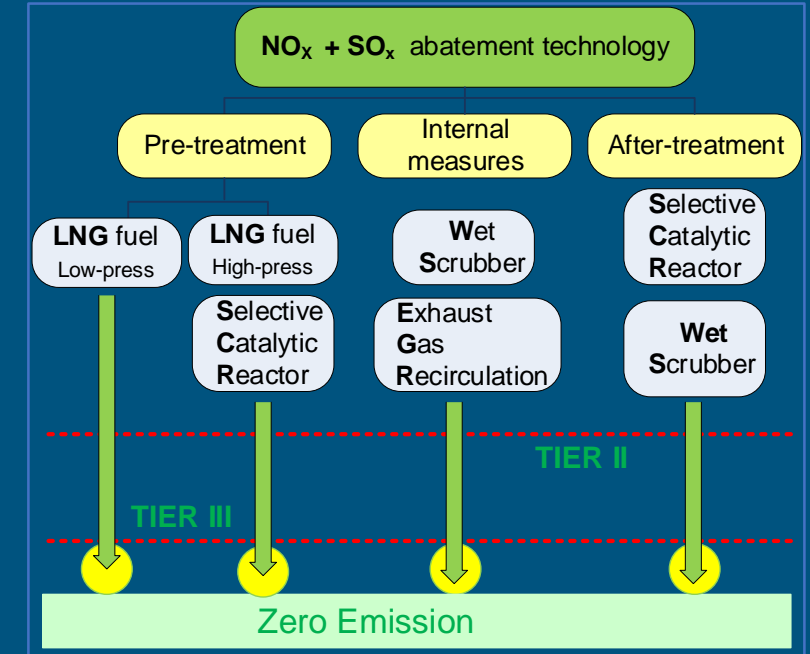 NOX + SOx abatement technology
Pre-treatment
Internal
measures
After-treatment
LNG fuel
Low-press
LNG fuel
High-press
Selective
Catalytic
Reactor
Wet
Scrubber
Exhaust
Gas
Recirculation
Selective
Catalytic
Reactor
Wet
Scrubber
TIER II
TIER III
Zero Emission